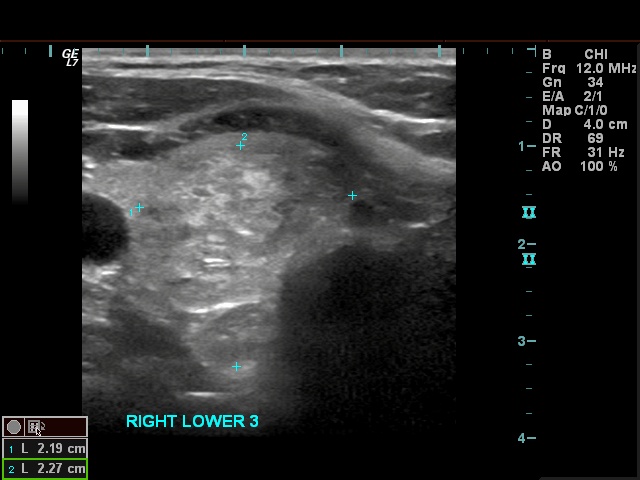 GE
L7
B CHI
Frq 12.0 MHz
Gn 34
E/A 2/1
Map C/1/0
D 4.0 cm
DR 69
FR 31 Hz
AO 100 %
2
1
1
2
3
4
RIGHT LOWER 3
1 L 2.19 cm
2 L 2.27 cm